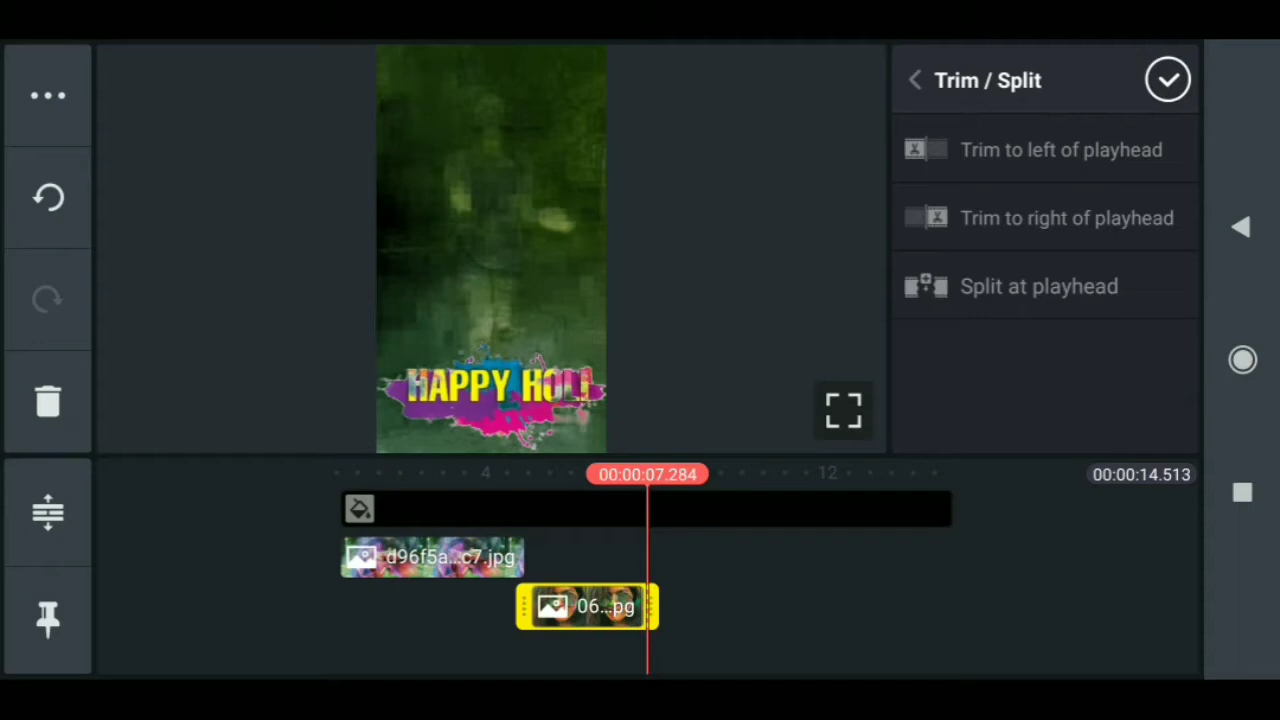 Trim / Split
Trim to left of playhead
Trim to right of playhead
Split at playhead
HAPPY HOLI
4
00:00:07.284
12
00:00:14.513
d96f5a...c7.jpg
06...pg